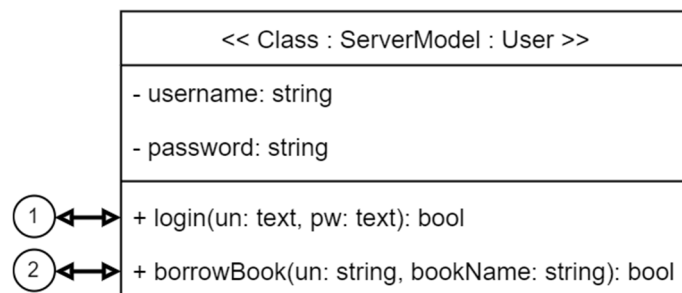 << Class : ServerModel : User >>
- username: string
- password: string
1
+ login(un: text, pw: text): bool
2
+ borrowBook(un: string, bookName: string): bool